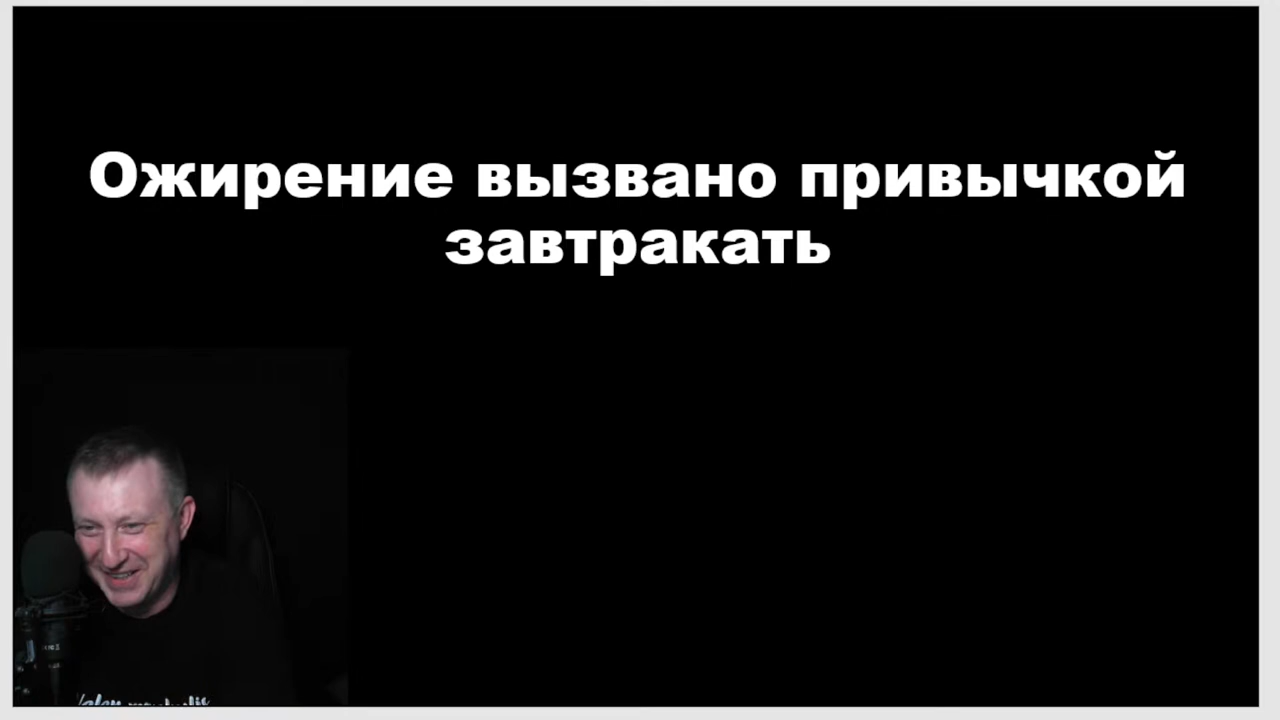 Ожирение вызвано привычкой
завтракать